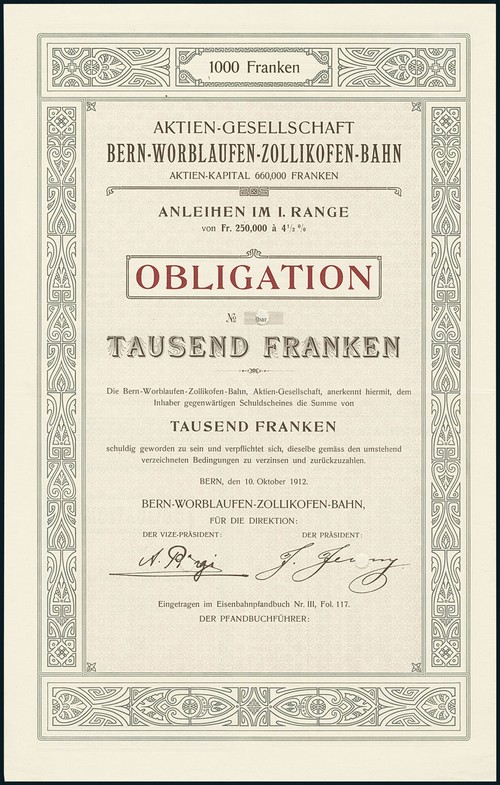 1000 Franken
AKTIEN-GESELLSCHAFT
BERN-WORBLAUFEN-ZOLLIKOFEN-BAHN
AKTIEN-KAPITAL 660,000 FRANKEN
ANLEIHEN IM I. RANGE
von Fr. 250,000 à 4 1/2 %
OBLIGATION
№
TAUSEND FRANKEN
Die Bern-Worblaufen-Zollikofen-Bahn, Aktien-Gesellschaft, anerkennt hiermit, dem
Inhaber gegenwärtigen Schuldscheines die Summe von
TAUSEND FRANKEN
schuldig geworden zu sein und verpflichtet sich, dieselbe gemäss den umstehend
verzeichneten Bedingungen zu verzinsen und zurückzuzahlen.
BERN, den 10. Oktober 1912.
BERN-WORBLAUFEN-ZOLLIKOFEN-BAHN,
FÜR DIE DIREKTION:
DER VIZE-PRÄSIDENT: DER PRÄSIDENT:
Eingetragen im Eisenbahnpfandbuch Nr. III, Fol. 117.
DER PFANDBUCHFÜHRER: